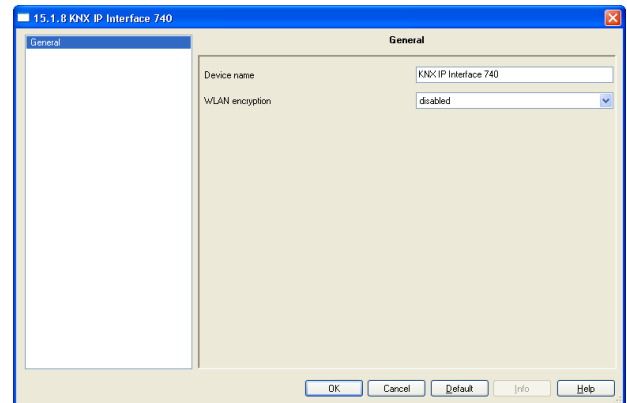 15.1.8 KNX IP Interface 740
General
General
Device name
KNX IP Interface 740
WLAN encryption
disabled
OK
Cancel
Default
Info
Help